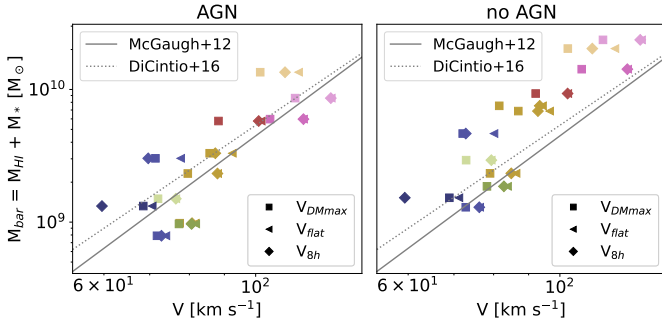 AGN
no AGN
M_bar = M_HI + M_* [M_⊙]
10^10
10^9
McGaugh+12
DiCintio+16
McGaugh+12
DiCintio+16
V_DMmax
V_flat
V_8h
V_DMmax
V_flat
V_8h
6 × 10^1
10^2
6 × 10^1
10^2
V [km s^−1]
V [km s^−1]